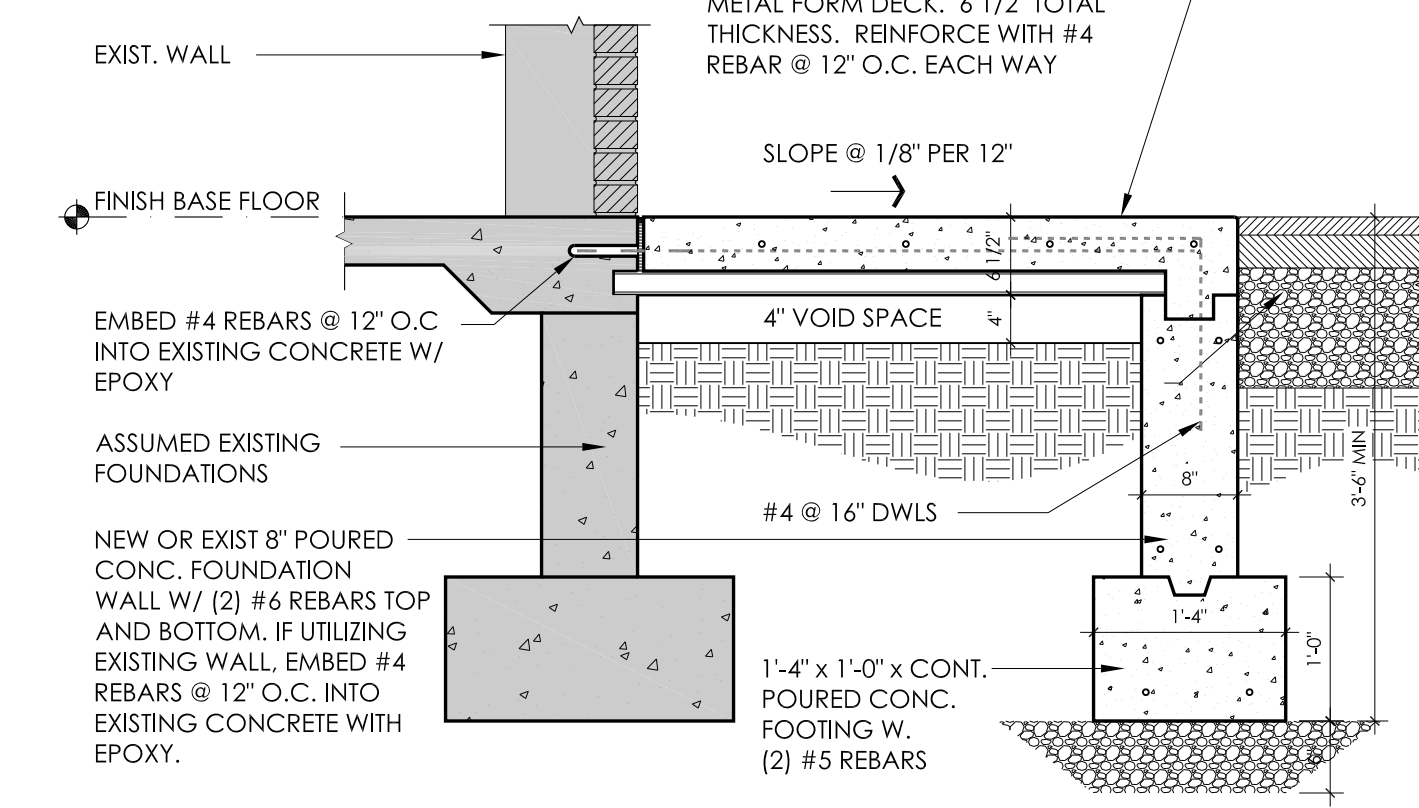 METAL FORM DECK. 6 1/2" TOTAL
THICKNESS. REINFORCE WITH #4
REBAR @ 12" O.C. EACH WAY
EXIST. WALL
SLOPE @ 1/8" PER 12"
FINISH BASE FLOOR
6 1/2"
4" VOID SPACE
4"
EMBED #4 REBARS @ 12" O.C
INTO EXISTING CONCRETE W/
EPOXY
ASSUMED EXISTING
FOUNDATIONS
8"
3'-6" MIN
#4 @ 16" DWLS
NEW OR EXIST 8" POURED
CONC. FOUNDATION
WALL W/ (2) #6 REBARS TOP
AND BOTTOM. IF UTILIZING
EXISTING WALL, EMBED #4
REBARS @ 12" O.C. INTO
EXISTING CONCRETE WITH
EPOXY.
1'-4"
1'-0"
1'-4" x 1'-0" x CONT.
POURED CONC.
FOOTING W.
(2) #5 REBARS
6"